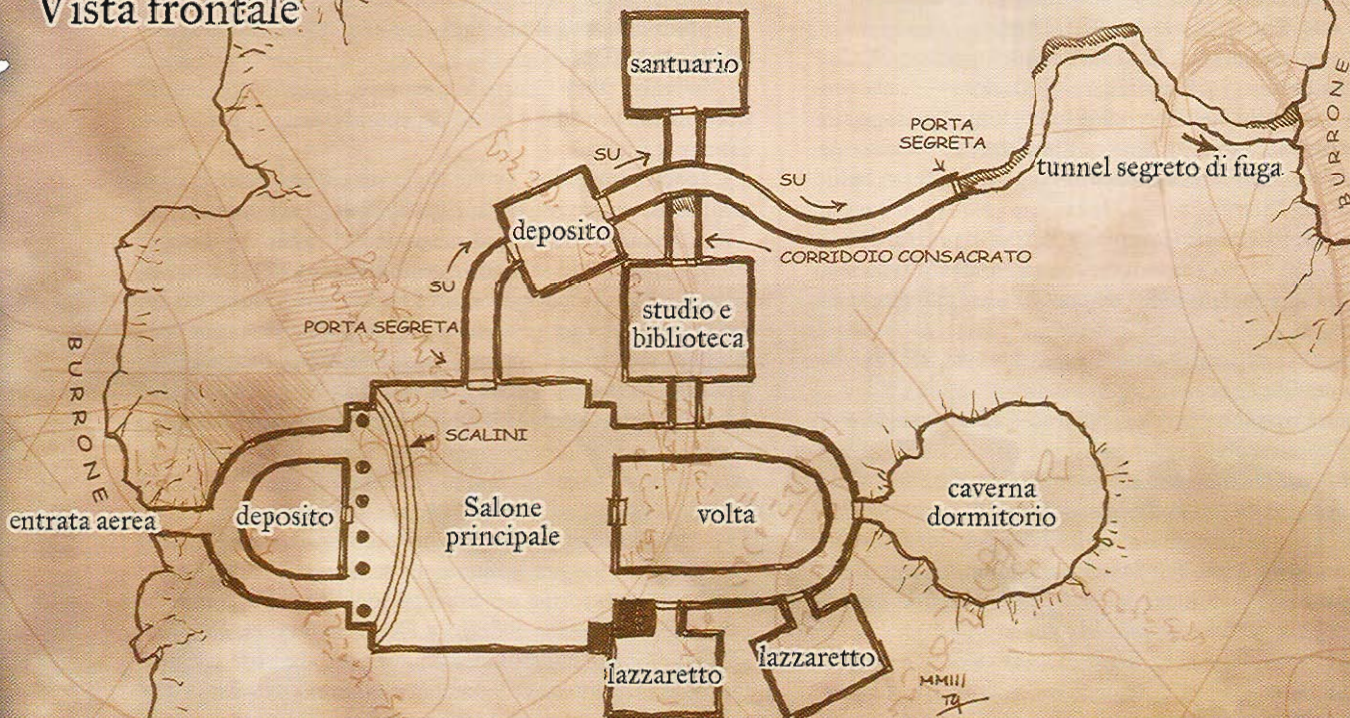 Vista frontale
santuario
PORTA
SEGRETA
BURRONE
SU
SU
tunnel segreto di fuga
deposito
CORRIDOIO CONSACRATO
SU
studio e
biblioteca
PORTA SEGRETA
BURRONE
SCALINI
entrata aerea
deposito
Salone
principale
volta
caverna
dormitorio
lazzaretto
lazzaretto
MMIII